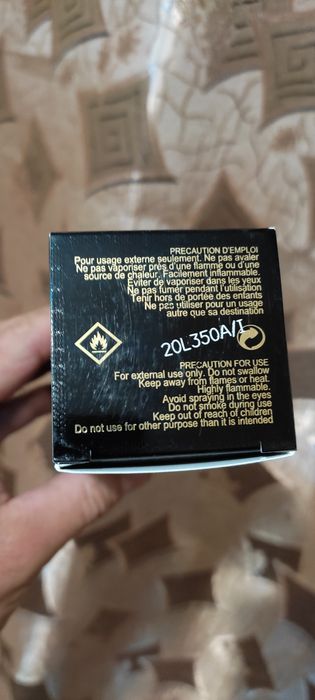 PRECAUTION D'EMPLOI
Pour usage externe seulement. Ne pas avaler
Ne pas vaporiser près d'une flamme ou d'une
source de chaleur. Facilement inflammable.
Eviter de vaporiser dans les yeux
Ne pas fumer pendant l'utilisation
Tenir hors de portée des enfants
Ne pas utiliser pour un usage
autre que sa destination
20L350A/I
PRECAUTION FOR USE
For external use only. Do not swallow
Keep away from flames or heat.
Highly flammable.
Avoid spraying in the eyes
Do not smoke during use
Keep out of reach of children
Do not use for other purpose than it is intended